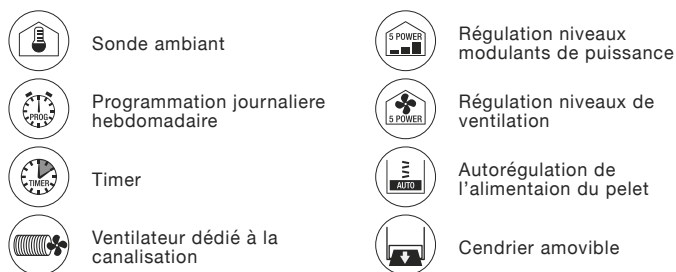 Sonde ambiant
PROG.
Programmation journaliere
hebdomadaire
TIMER
Timer
Ventilateur dédié à la
canalisation
5 POWER
Régulation niveaux
modulants de puissance
5 POWER
Régulation niveaux de
ventilation
AUTO
Autorégulation de
l'alimentaion du pelet
Cendrier amovible